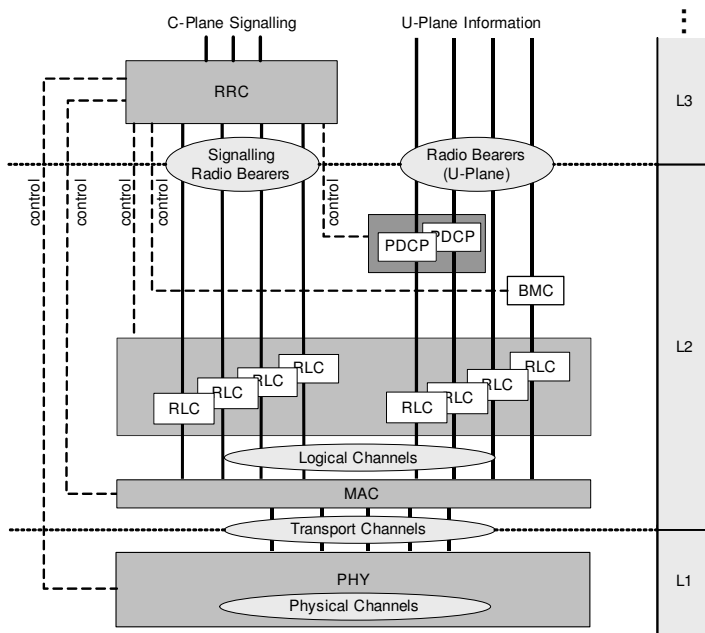 C-Plane Signalling
U-Plane Information
RRC
L3
Signalling
Radio Bearers
Radio Bearers
(U-Plane)
control
control
control
control
control
PDCP
PDCP
BMC
L2
RLC
RLC
RLC
RLC
RLC
RLC
RLC
RLC
Logical Channels
MAC
Transport Channels
PHY
L1
Physical Channels